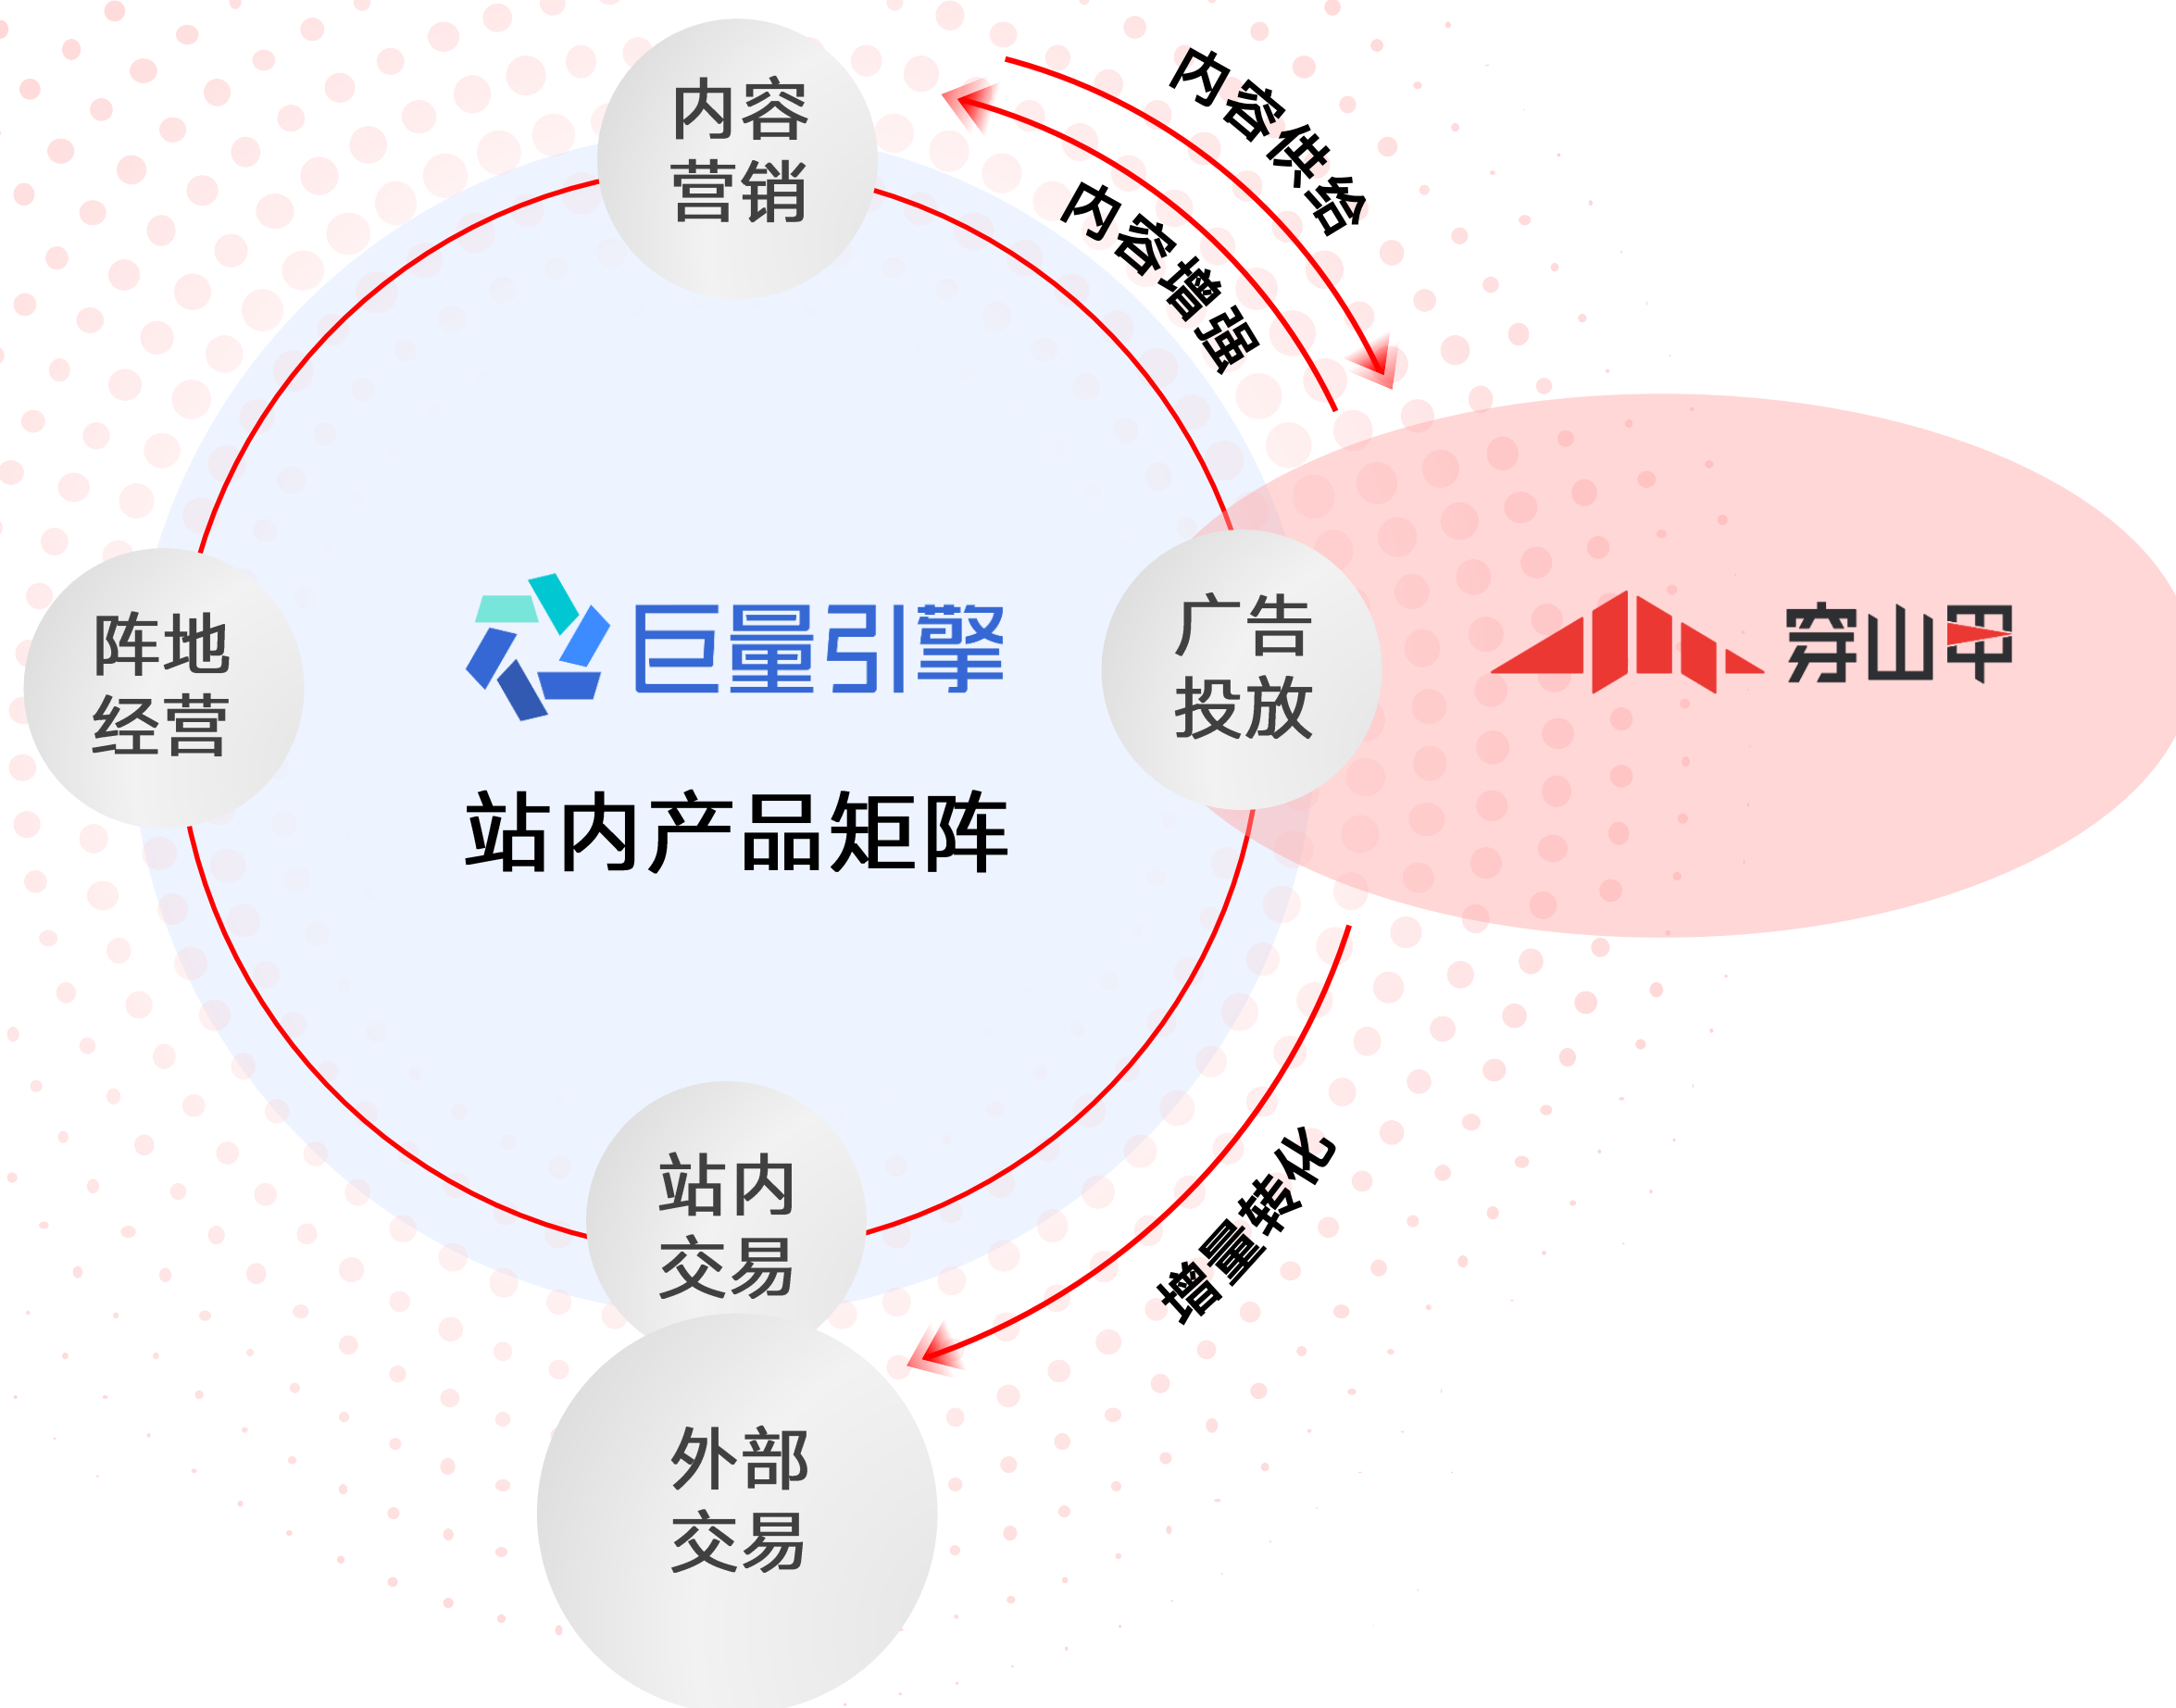 内容
营销
内容供给
内容增强
阵地
经营
巨量引擎
站内产品矩阵
广告
投放
穿山甲
增量转化
站内
交易
外部
交易